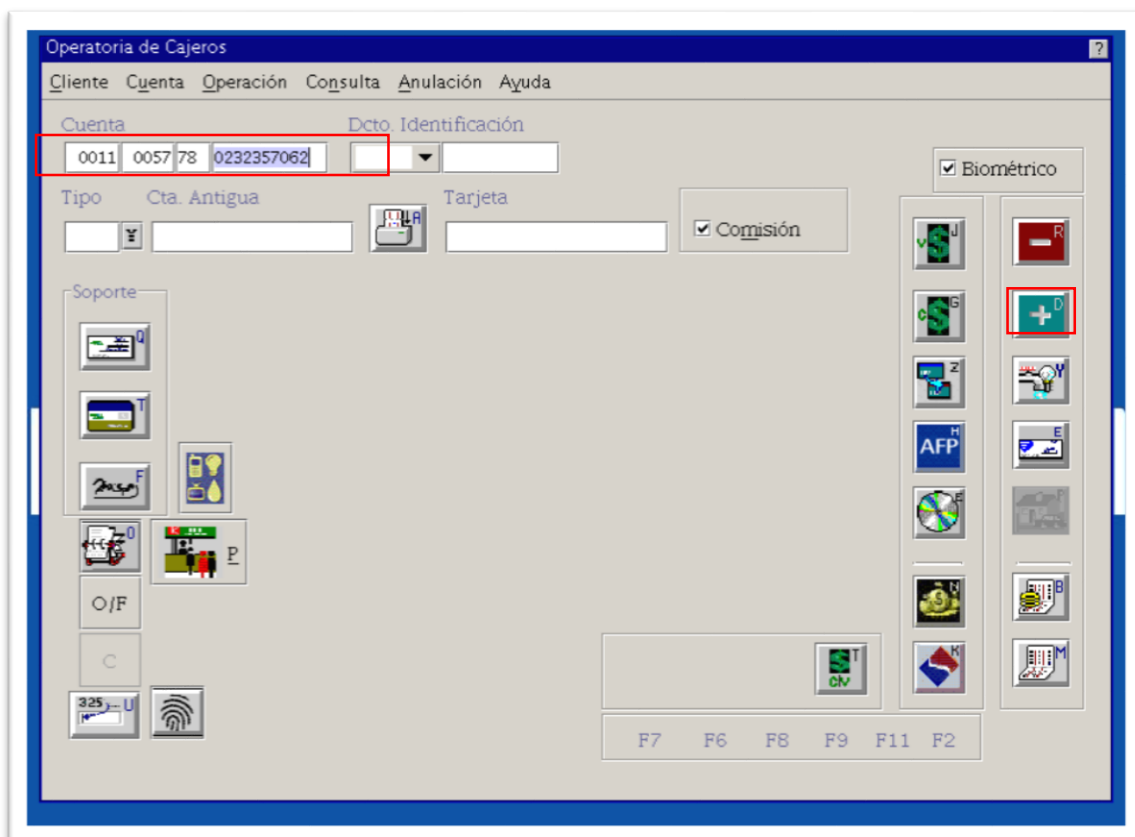 Operatoria de Cajeros ?
Cliente Cuenta Operación Consulta Anulación Ayuda
Cuenta Dcto. Identificación
0011 0057 78 0232357062
Biométrico
Tipo Cta. Antigua Tarjeta
¥ A Comisión
J R
Soporte
G D
Q
Z Y
T
H E
AFP
F
E P
O P
N B
O/F
C
T K M
$
clv
325 U
F7 F6 F8 F9 F11 F2